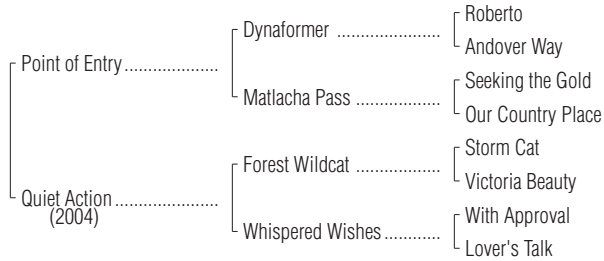 Roberto
Dynaformer ..................
Andover Way
Point of Entry ...................
Seeking the Gold
Matlacha Pass ...................
Our Country Place
Storm Cat
Forest Wildcat ..................
Victoria Beauty
Quiet Action .....................
(2004)
With Approval
Whispered Wishes .............
Lover's Talk